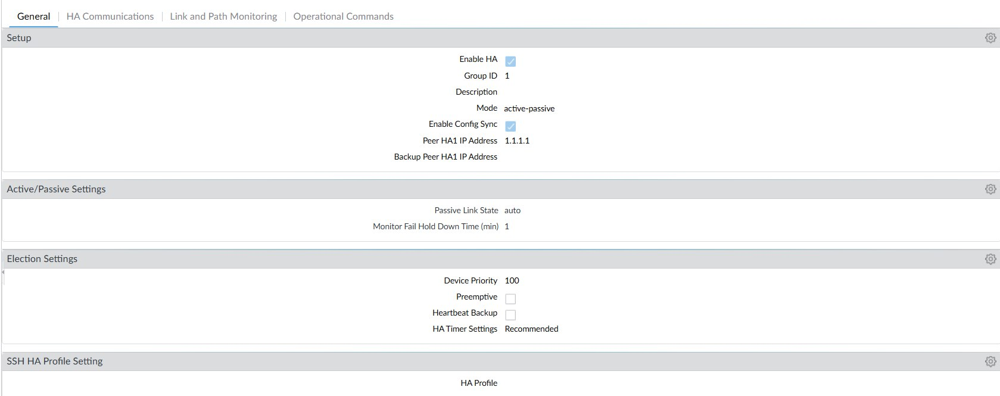 General | HA Communications | Link and Path Monitoring | Operational Commands
Setup
Enable HA
Group ID 1
Description
Mode active-passive
Enable Config Sync
Peer HA1 IP Address 1.1.1.1
Backup Peer HA1 IP Address
Active/Passive Settings
Passive Link State auto
Monitor Fail Hold Down Time (min) 1
Election Settings
Device Priority 100
Preemptive
Heartbeat Backup
HA Timer Settings Recommended
SSH HA Profile Setting
HA Profile